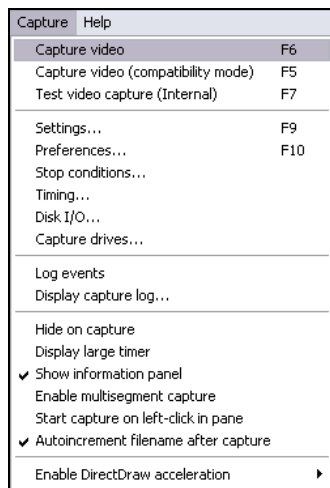 Capture Help
Capture video F6
Capture video (compatibility mode) F5
Test video capture (Internal) F7
Settings... F9
Preferences... F10
Stop conditions...
Timing...
Disk I/O...
Capture drives...
Log events
Display capture log...
Hide on capture
Display large timer
Show information panel
Enable multisegment capture
Start capture on left-click in pane
Autoincrement filename after capture
Enable DirectDraw acceleration